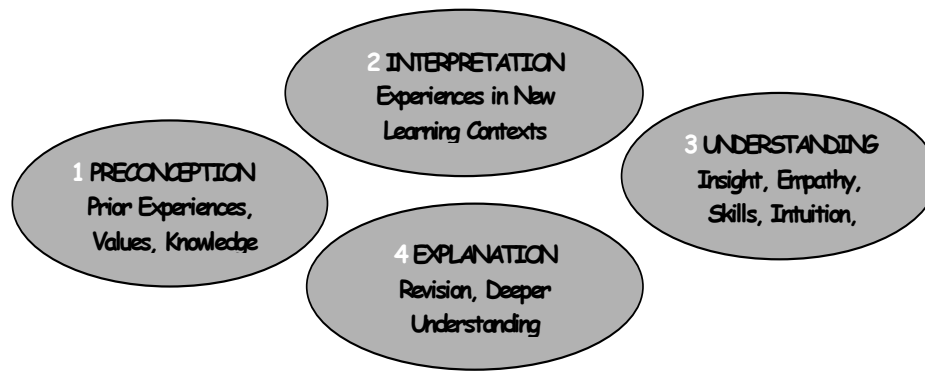 1 PRECONCEPTION
Prior Experiences,
Values, Knowledge
2 INTERPRETATION
Experiences in New
Learning Contexts
3 UNDERSTANDING
Insight, Empathy,
Skills, Intuition,
4 EXPLANATION
Revision, Deeper
Understanding